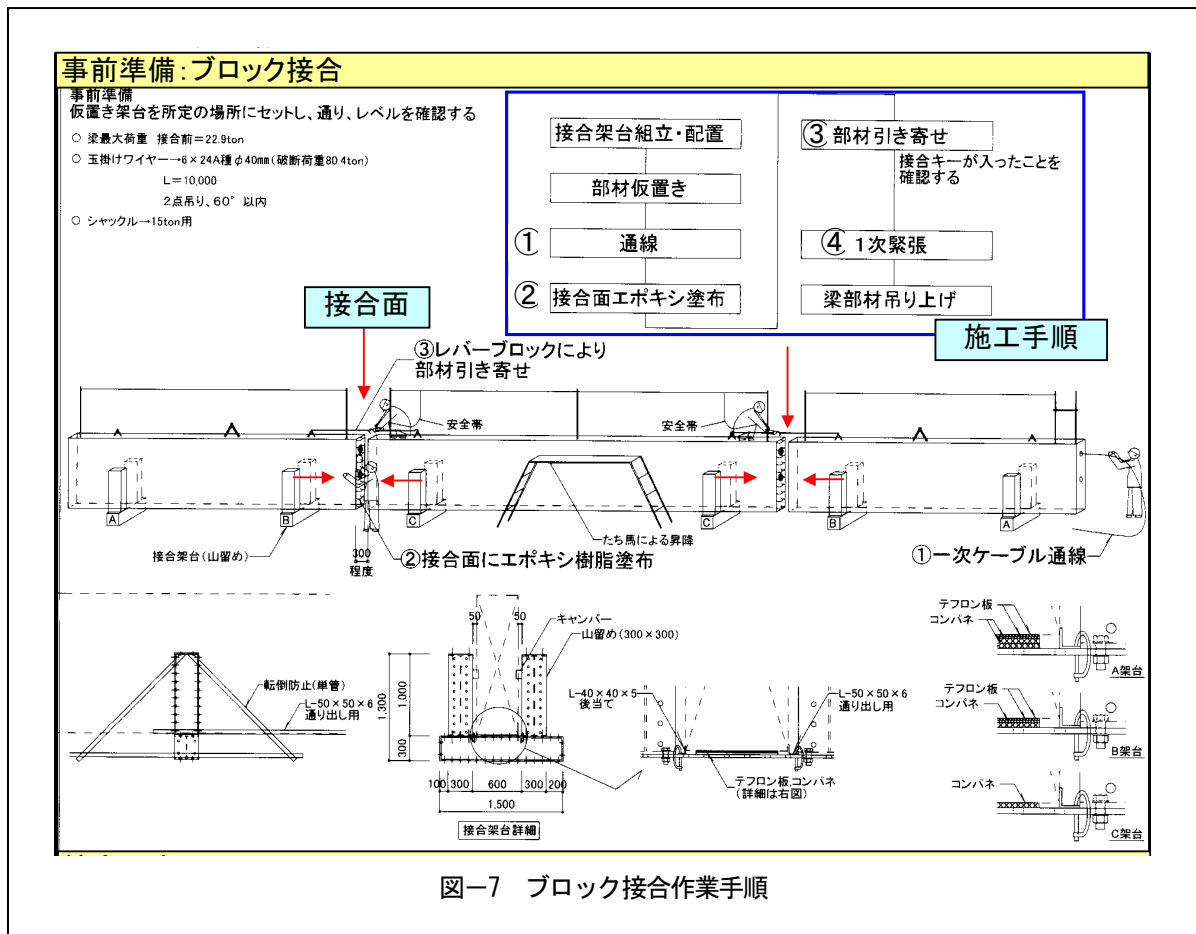 事前準備：ブロック接合
事前準備
仮置き架台を所定の場所にセットし、通り、レベルを確認する
○ 梁最大荷重 接合前＝22.9ton
○ 玉掛けワイヤー→6×24A種φ40mm(破断荷重80.4ton)
L＝10,000
2点吊り、60°以内
○ シャックル→15ton用
接合架台組立・配置
部材仮置き
① 通線
② 接合面エポキシ塗布
③ 部材引き寄せ
接合キーが入ったことを
確認する
④ 1次緊張
梁部材吊り上げ
施工手順
接合面
③レバーブロックにより
部材引き寄せ
安全帯
安全帯
A
B
C
C
B
A
接合架台(山留め)
300
程度
②接合面にエポキシ樹脂塗布
たち馬による昇降
①一次ケーブル通線
転倒防止(単管)
L-50×50×6
通り出し用
50
50
キャンバー
山留め(300×300)
1,300
1,000
300
100
300
600
300
200
1,500
接合架台詳細
L-40×40×5
後当て
L-50×50×6
通り出し用
テフロン板,コンパネ
(詳細は右図)
テフロン板
コンパネ
A架台
テフロン板
コンパネ
B架台
コンパネ
C架台
図－7 ブロック接合作業手順